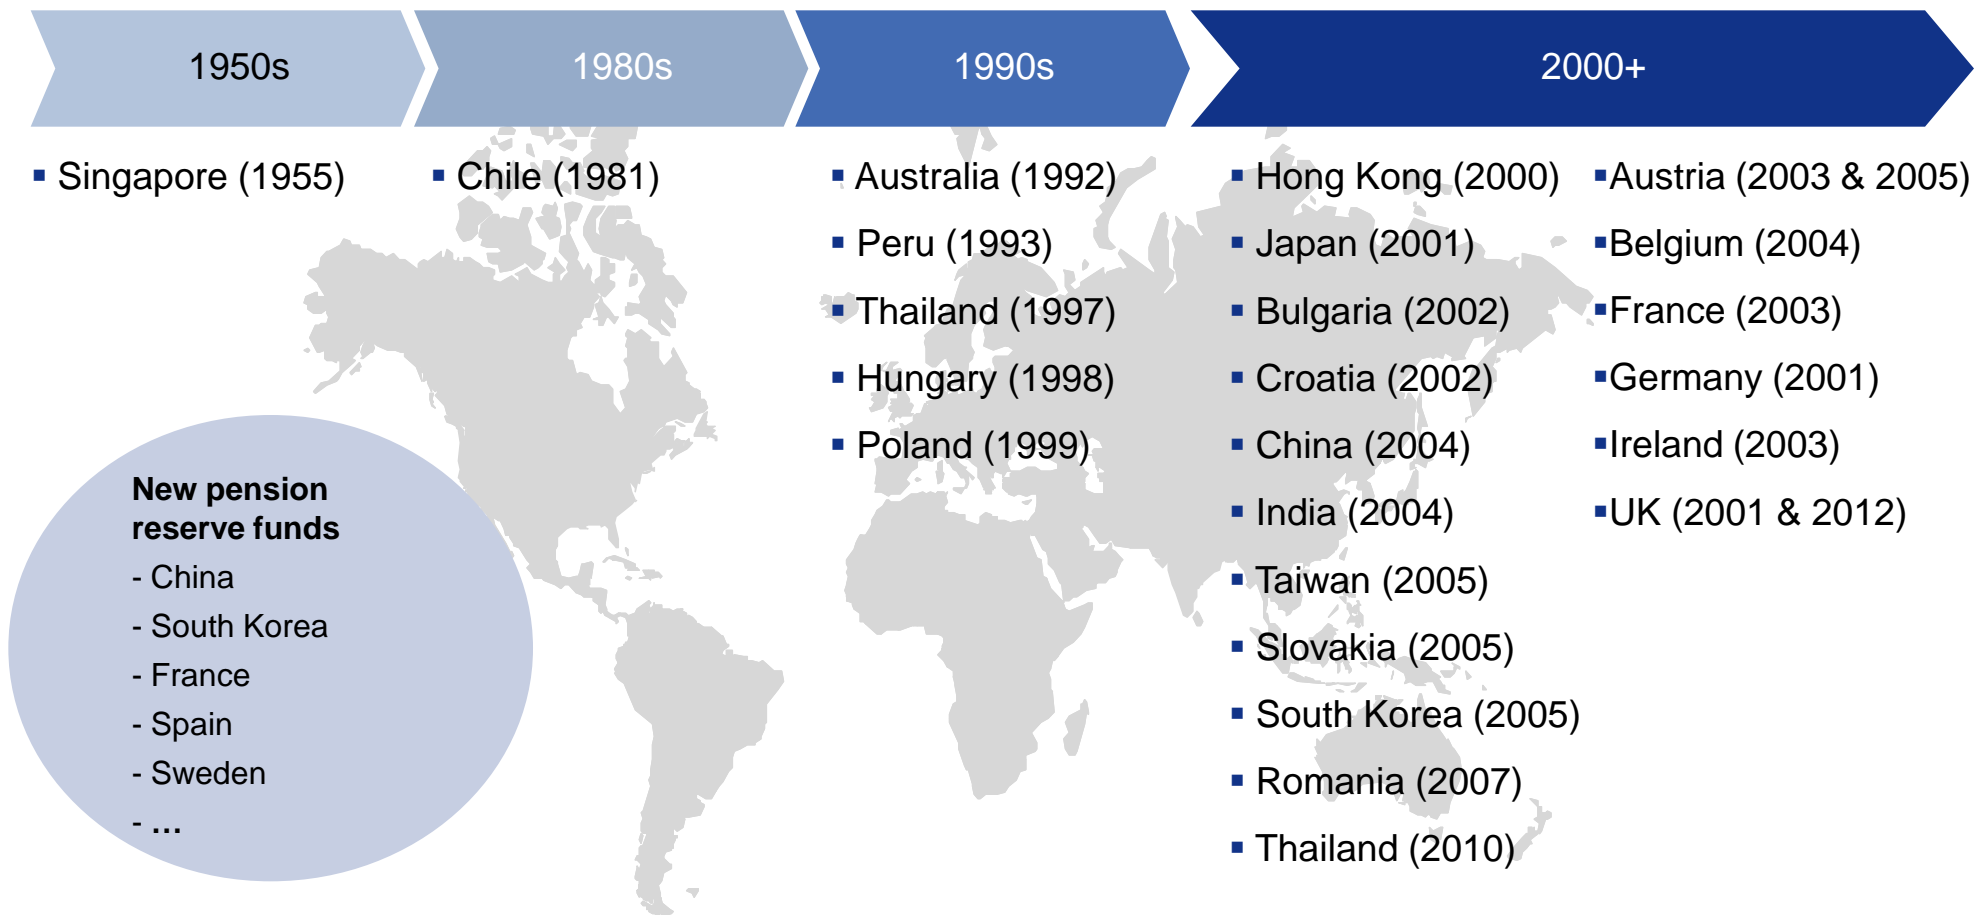 1950s
1980s
1990s
2000+
▪ Singapore (1955)
▪ Chile (1981)
▪ Australia (1992)
▪ Peru (1993)
▪ Thailand (1997)
▪ Hungary (1998)
▪ Poland (1999)
▪ Hong Kong (2000)
▪ Japan (2001)
▪ Bulgaria (2002)
▪ Croatia (2002)
▪ China (2004)
▪ India (2004)
▪ Taiwan (2005)
▪ Slovakia (2005)
▪ South Korea (2005)
▪ Romania (2007)
▪ Thailand (2010)
▪Austria (2003 & 2005)
▪Belgium (2004)
▪France (2003)
▪Germany (2001)
▪Ireland (2003)
▪UK (2001 & 2012)
New pension
reserve funds
- China
- South Korea
- France
- Spain
- Sweden
- ...